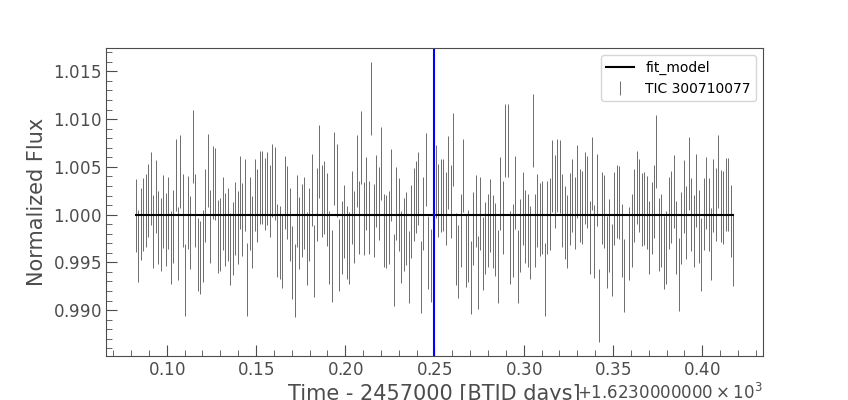 fit_model
TIC 300710077
1.015
1.010
1.005
1.000
0.995
0.990
Normalized Flux
0.10 0.15 0.20 0.25 0.30 0.35 0.40
Time - 2457000 [BTJD days]
+1.6230000000 × 10³